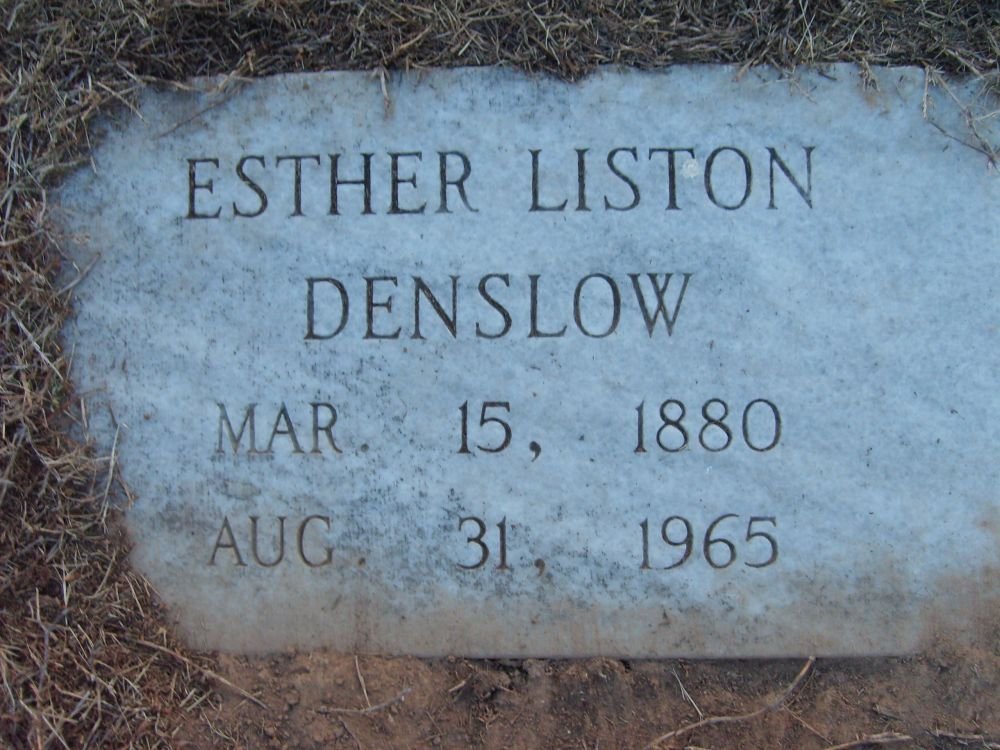 ESTHER LISTON
DENSLOW
MAR. 15, 1880
AUG. 31, 1965